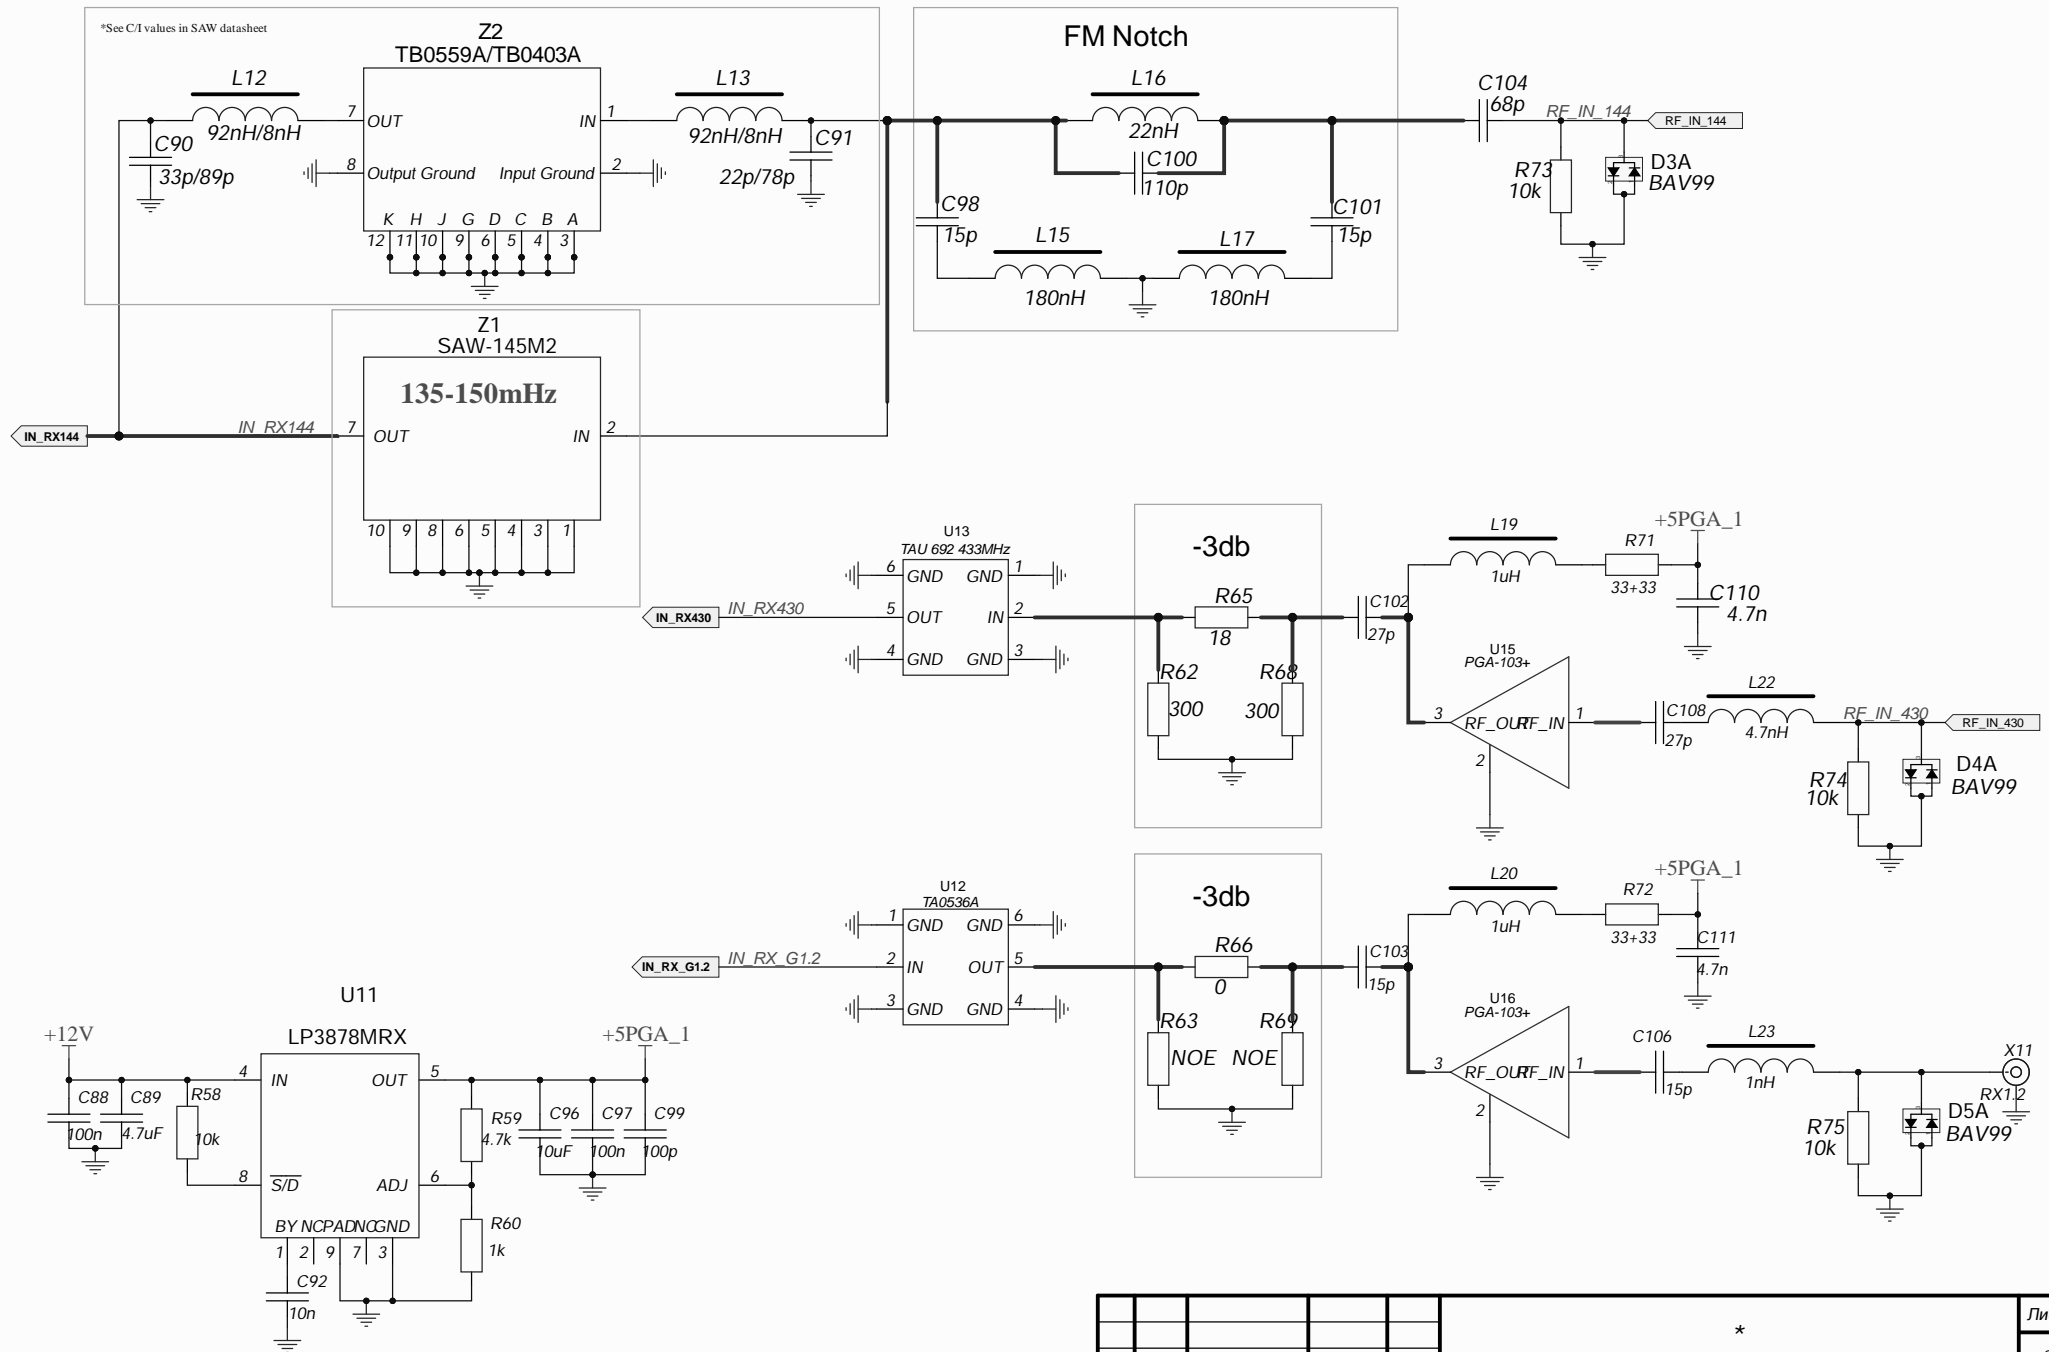 *See C/I values in SAW datasheet
Z2
TB0559A/TB0403A
L12
92nH/8nH
7
OUT
IN
1
L13
92nH/8nH
C90
33p/89p
8
Output Ground
Input Ground
2
C91
22p/78p
K H J G D C B A
12 11 10 9 6 5 4 3
FM Notch
L16
22nH
C100
110p
C98
15p
L15
180nH
L17
180nH
C101
15p
C104
68p
RF_IN_144
RF_IN_144
R73
10k
D3A
BAV99
Z1
SAW-145M2
135-150mHz
IN_RX144
IN_RX144
7
OUT
IN
2
10 9 8 6 5 4 3 1
U13
TAU 692 433MHz
6
GND
GND
1
IN_RX430
IN_RX430
5
OUT
IN
2
4
GND
GND
3
-3db
R65
18
R62
300
R68
300
C102
27p
L19
1uH
R71
33+33
+5PGA_1
C110
4.7n
U15
PGA-103+
3
RF_OUT
RF_IN
1
2
C108
27p
L22
4.7nH
RF_IN_430
RF_IN_430
R74
10k
D4A
BAV99
U12
TA0536A
1
GND
GND
6
IN_RX_G1.2
IN_RX_G1.2
2
IN
OUT
5
3
GND
GND
4
-3db
R66
0
R63
NOE
R69
NOE
C103
15p
L20
1uH
R72
33+33
+5PGA_1
C111
4.7n
U16
PGA-103+
3
RF_OUT
RF_IN
1
2
C106
15p
L23
1nH
X11
RX1.2
R75
10k
D5A
BAV99
U11
LP3878MRX
+12V
+5PGA_1
4
IN
OUT
5
C88
100n
C89
4.7uF
R58
10k
8
S/D
ADJ
6
R59
4.7k
C96
10uF
C97
100n
C99
100p
BY NC PAD NC GND
1 2 9 7 3
R60
1k
C92
10n
*
Ли